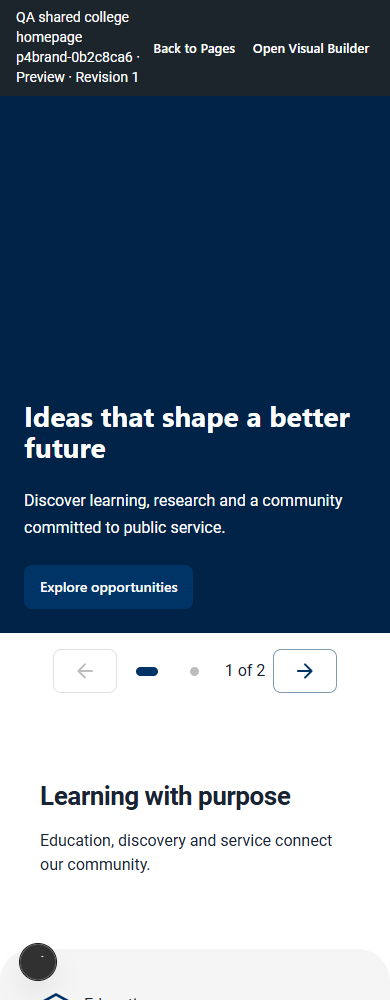 QA shared college
homepage
p4brand-0b2c8ca6 ·
Preview · Revision 1
Back to Pages
Open Visual Builder
Ideas that shape a better
future
Discover learning, research and a community
committed to public service.
Explore opportunities
1 of 2
Learning with purpose
Education, discovery and service connect
our community.